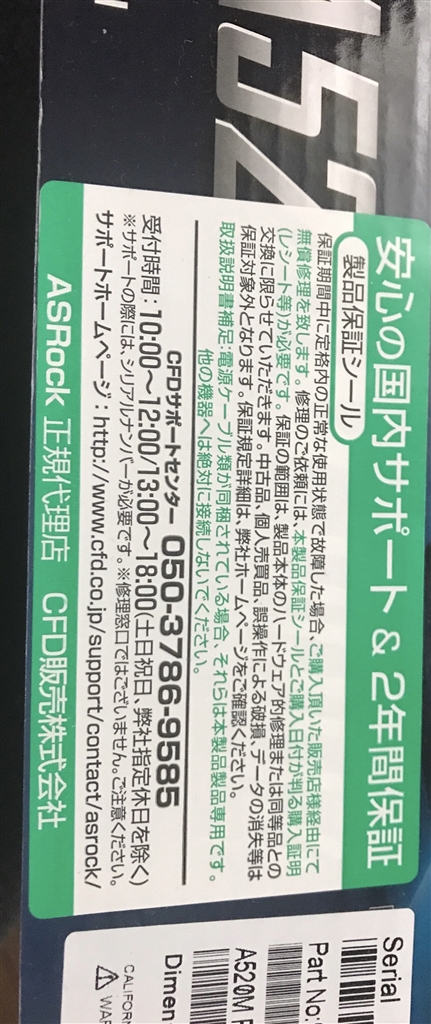 安心の国内サポート & 2年間保証
製品保証シール
保証期間中に定格内の正常な使用状態で故障した場合、ご購入頂いた販売店様経由にて
無償修理を致します。修理のご依頼には、本製品保証シールとご購入日付が判る購入証明
(レシート等)が必要です。保証の範囲は、製品本体のハードウェア的修理または同等品との
交換に限らせていただきます。中古品、個人売買品、誤操作による破損、データの消失等は
保証対象外となります。保証規定詳細は、弊社ホームページをご確認ください。
取扱説明書補足:電源ケーブル類が同梱されている場合、それらは本製品製品専用です。
他の機器へは絶対に接続しないでください。
CFDサポートセンター 050-3786-9585
受付時間:10:00～12:00/13:00～18:00(土日祝日、弊社指定休日を除く)
※サポートの際には、シリアルナンバーが必要です。※修理窓口ではございません。ご注意ください。
サポートホームページ:http://www.cfd.co.jp/support/contact/asrock/
ASRock 正規代理店 CFD販売株式会社
Serial
Part No:
A520M
Dimen